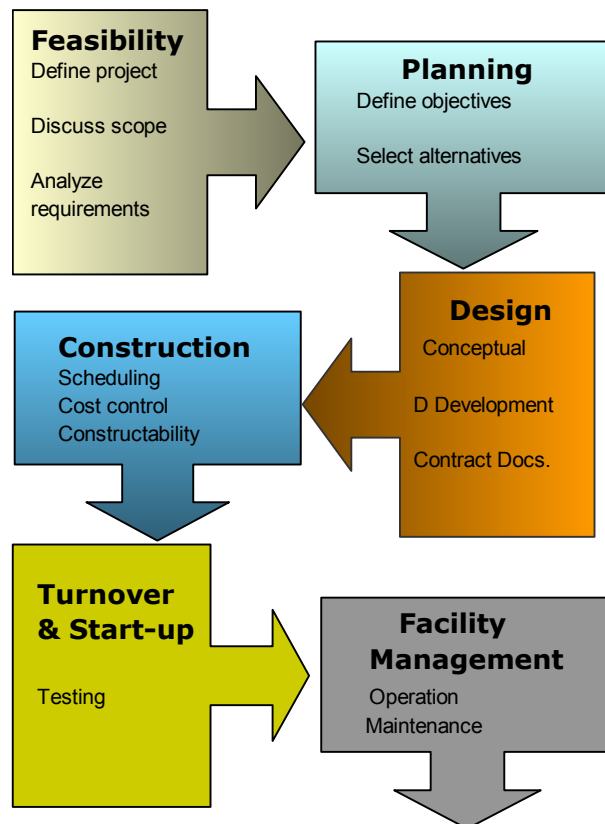 Feasibility
Define project
Discuss scope
Analyze
requirements
Planning
Define objectives
Select alternatives
Design
Conceptual
D Development
Contract Docs.
Construction
Scheduling
Cost control
Constructability
Turnover
& Start-up
Testing
Facility
Management
Operation
Maintenance